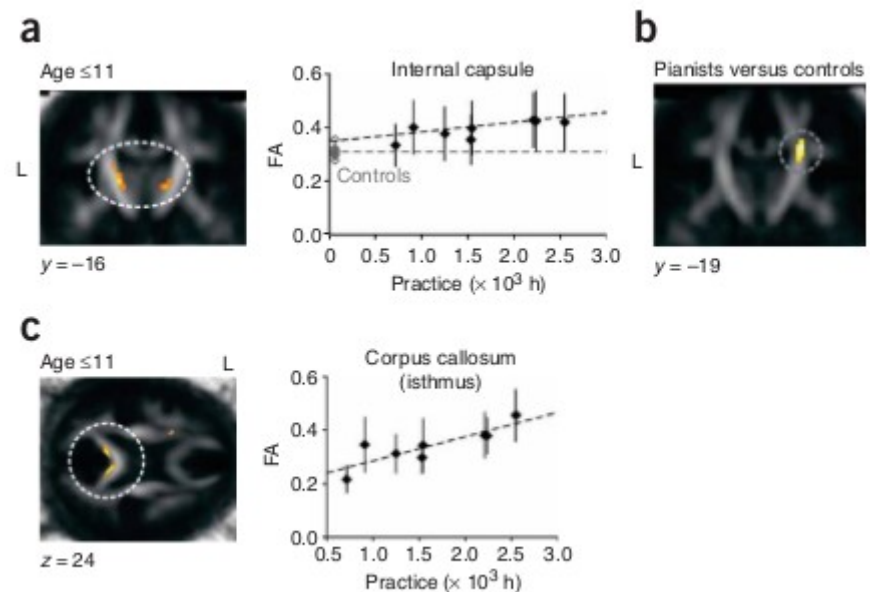 a
Age ≤11
L
y = –16
Internal capsule
FA
0.6
0.4
0.2
0.0
Controls
0 0.5 1.0 1.5 2.0 2.5 3.0
Practice (× 10³ h)
b
Pianists versus controls
L
y = –19
c
Age ≤11 L
z = 24
Corpus callosum
(isthmus)
FA
0.6
0.4
0.2
0.0
0.5 1.0 1.5 2.0 2.5 3.0
Practice (× 10³ h)